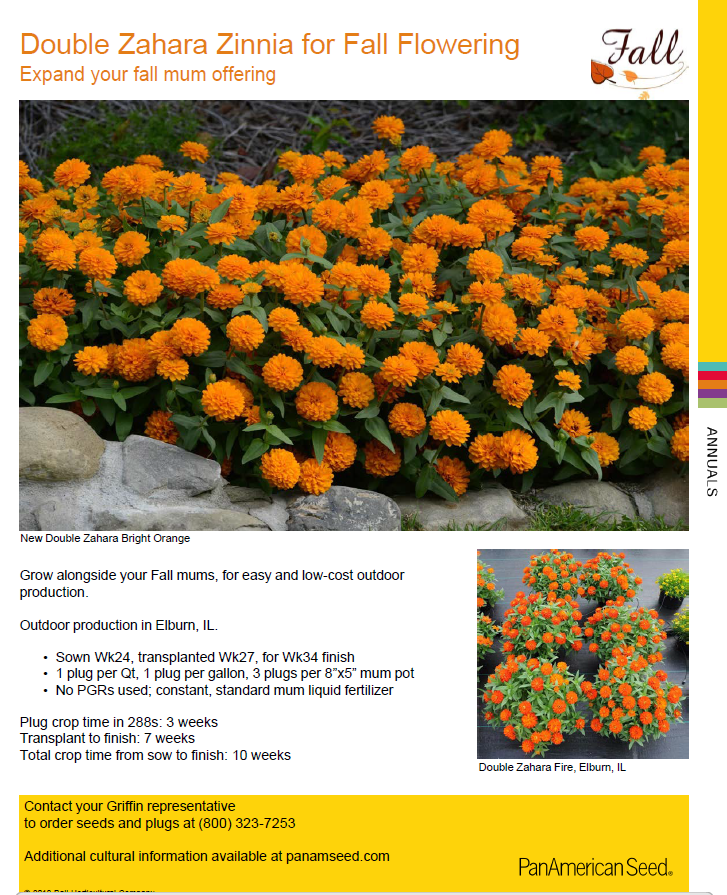 Double Zahara Zinnia for Fall Flowering
Expand your fall mum offering
Fall
ANNUALS
New Double Zahara Bright Orange
Grow alongside your Fall mums, for easy and low-cost outdoor
production.
Outdoor production in Elburn, IL.
• Sown Wk24, transplanted Wk27, for Wk34 finish
• 1 plug per Qt, 1 plug per gallon, 3 plugs per 8”x5” mum pot
• No PGRs used; constant, standard mum liquid fertilizer
Plug crop time in 288s: 3 weeks
Transplant to finish: 7 weeks
Total crop time from sow to finish: 10 weeks
Double Zahara Fire, Elburn, IL
Contact your Griffin representative
to order seeds and plugs at (800) 323-7253
Additional cultural information available at panamseed.com
PanAmerican Seed®